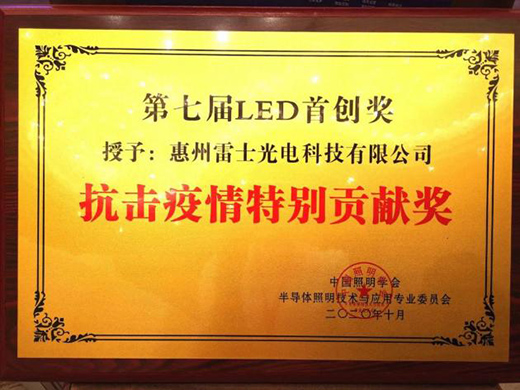 第七届LED首创奖
授予：惠州雷士光电科技有限公司
抗击疫情特别贡献奖
中国照明学会
半导体照明技术与应用专业委员会
二〇二〇年十月